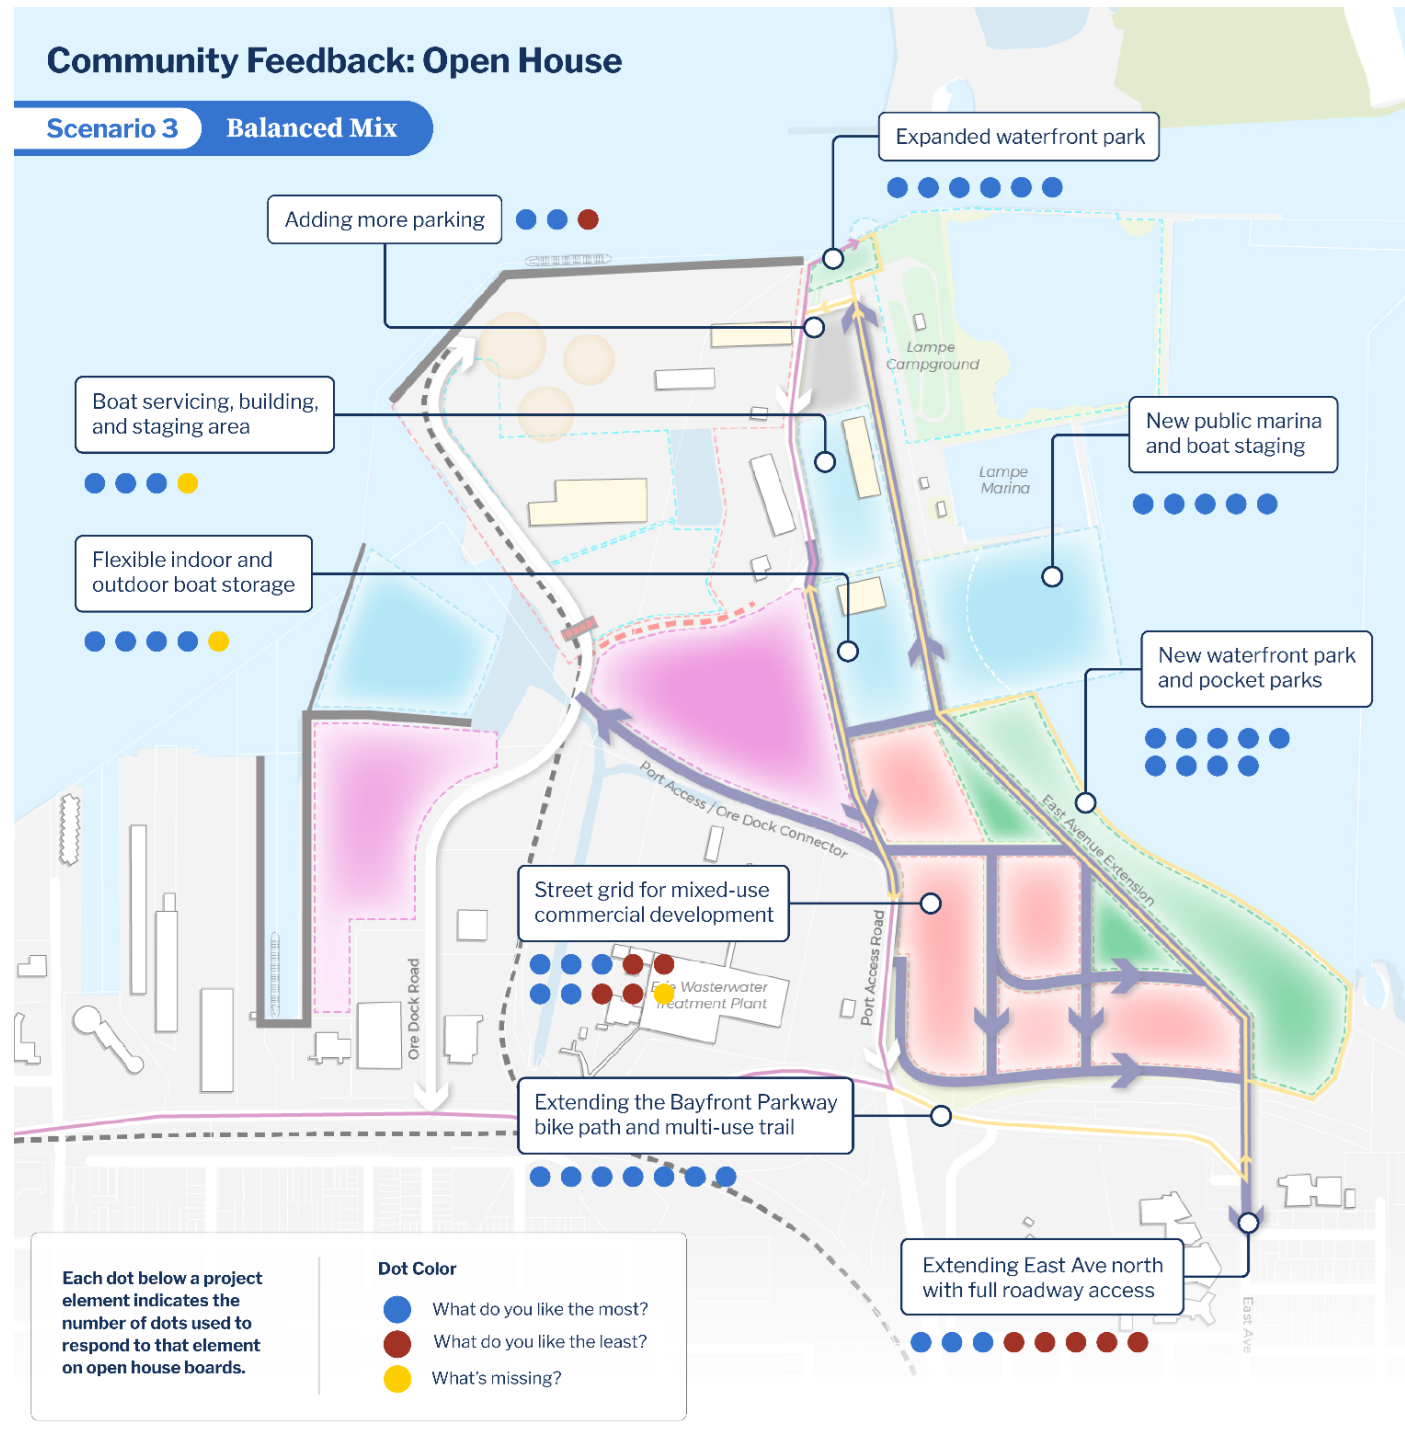 Community Feedback: Open House
Scenario 3
Balanced Mix
Expanded waterfront park
Adding more parking
Lampe
Campground
Boat servicing, building,
and staging area
New public marina
and boat staging
Lampe
Marina
Flexible indoor and
outdoor boat storage
New waterfront park
and pocket parks
Port Access / Ore Dock Connector
East Avenue Extension
Street grid for mixed-use
commercial development
Port Access Road
Ore Dock Road
Wasterwater
Treatment Plant
Extending the Bayfront Parkway
bike path and multi-use trail
Extending East Ave north
with full roadway access
East Ave
Each dot below a project
element indicates the
number of dots used to
respond to that element
on open house boards.
Dot Color
What do you like the most?
What do you like the least?
What's missing?